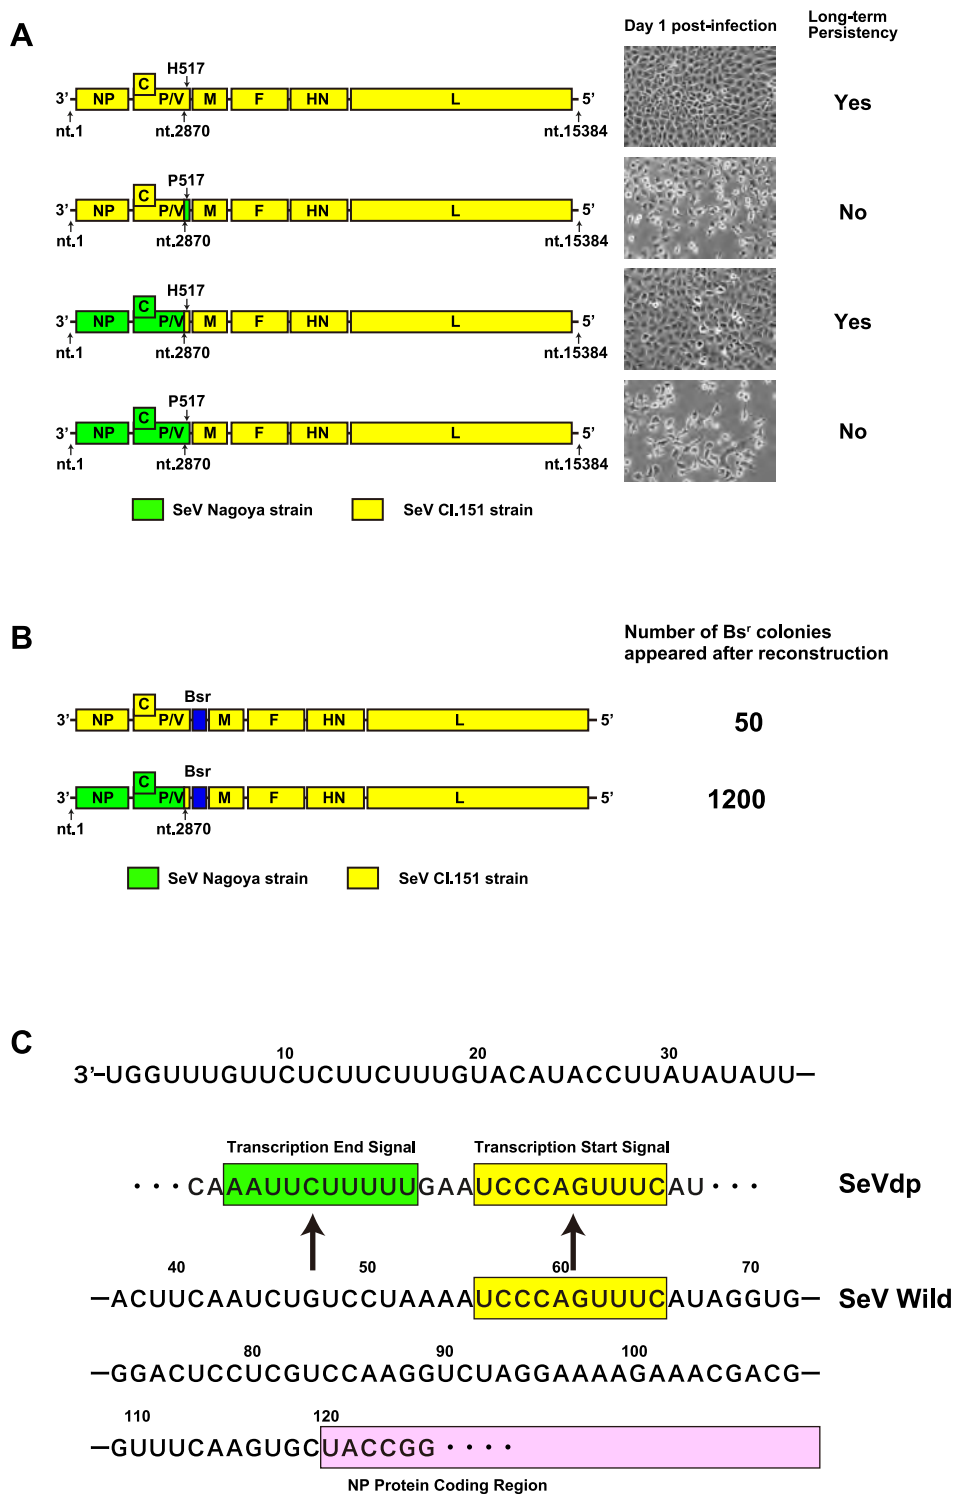 A
Day 1 post-infection
Long-term
Persistency
H517
C
3’ NP P/V M F HN L 5’
nt.1 nt.2870 nt.15384
Yes
P517
C
3’ NP P/V M F HN L 5’
nt.1 nt.2870 nt.15384
No
H517
C
3’ NP P/V M F HN L 5’
nt.1 nt.2870 nt.15384
Yes
P517
C
3’ NP P/V M F HN L 5’
nt.1 nt.2870 nt.15384
No
SeV Nagoya strain SeV Cl.151 strain
B
Number of Bsʳ colonies
appeared after reconstruction
Bsr
C
3’ NP P/V M F HN L 5’
50
Bsr
C
3’ NP P/V M F HN L 5’
nt.1 nt.2870
1200
SeV Nagoya strain SeV Cl.151 strain
C
10 20 30
3’–UGGUUUGUUCUCUUCUUUGUACAUACCUUAUAUAUU—
Transcription End Signal Transcription Start Signal
· · · CAAAUUCUUUUUGAAUCCCAGUUUCAU · · · SeVdp
40 50 60 70
—ACUUCAAUCUGUCCUAAAAUCCCAGUUUCAUAGGUG— SeV Wild
80 90 100
—GGACUCCUCGUCCAAGGUCUAGGAAAAGAAACGACG—
110 120
—GUUUCAAGUGCUACCGG · · · ·
NP Protein Coding Region